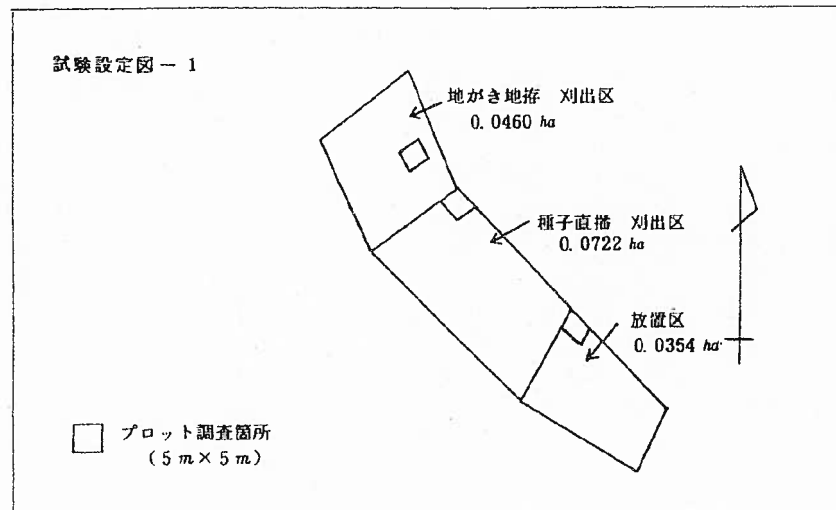 試験設定図－1
地がき地拵 刈出区
0.0460 ha
種子直播 刈出区
0.0722 ha
放置区
0.0354 ha
プロット調査箇所
（5m×5m）